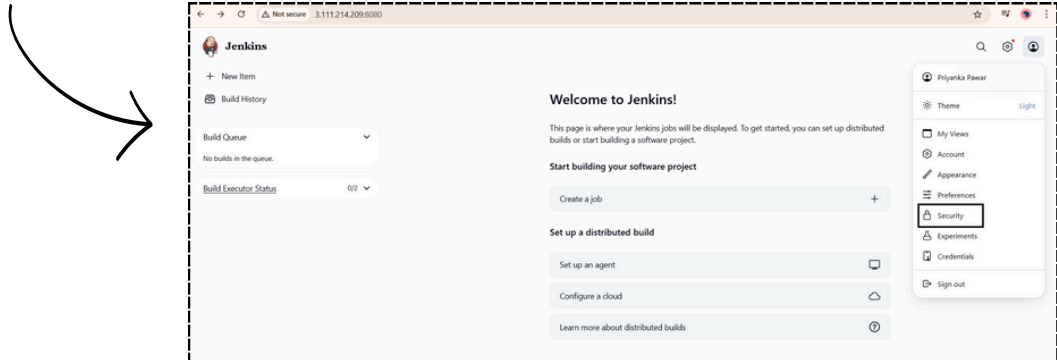 Not secure 3.111.214.209:8080
Jenkins
New Item
Build History
Build Queue
No builds in the queue.
Build Executor Status 0/2
Welcome to Jenkins!
This page is where your Jenkins jobs will be displayed. To get started, you can set up distributed
builds or start building a software project.
Start building your software project
Create a job
Set up a distributed build
Set up an agent
Configure a cloud
Learn more about distributed builds
Priyanka Pawar
Theme Light
My Views
Account
Appearance
Preferences
Security
Experiments
Credentials
Sign out